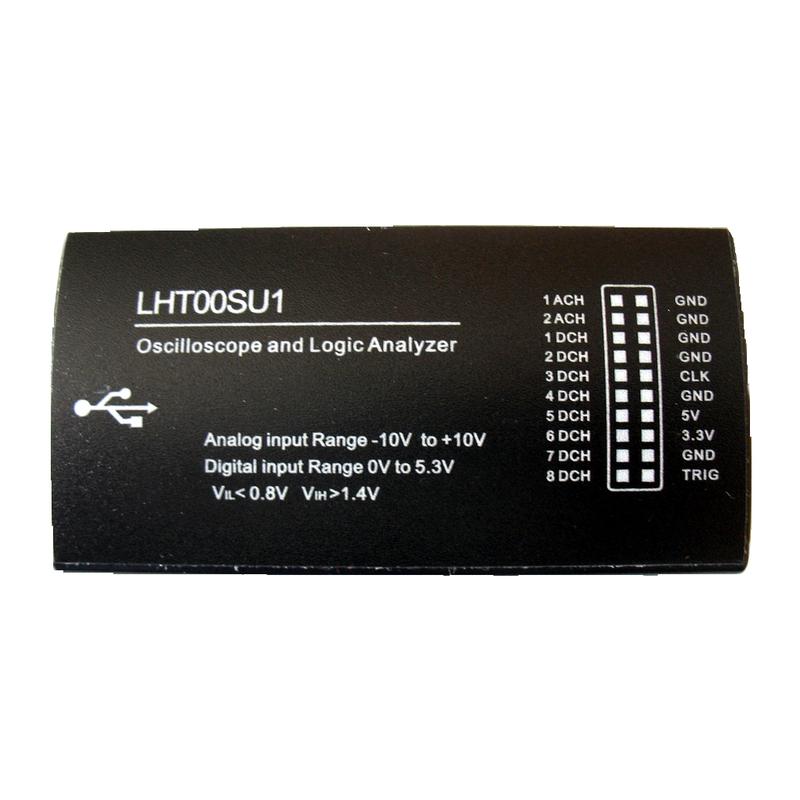 LHT00SU1
Oscilloscope and Logic Analyzer
Analog input Range -10V to +10V
Digital input Range 0V to 5.3V
VIL< 0.8V VIH >1.4V
1 ACH GND
2 ACH GND
1 DCH GND
2 DCH GND
3 DCH CLK
4 DCH GND
5 DCH 5V
6 DCH 3.3V
7 DCH GND
8 DCH TRIG